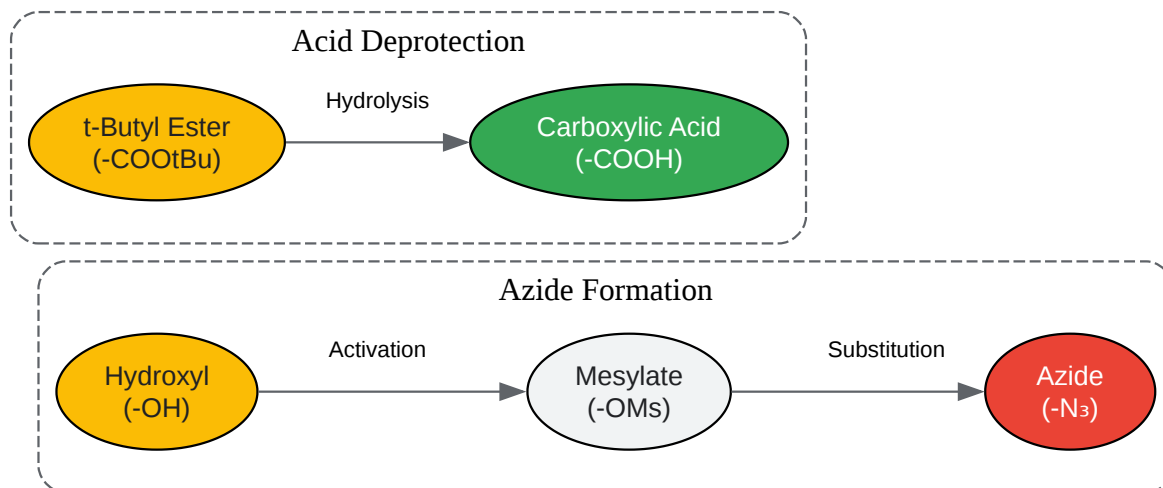 Acid Deprotection
Hydrolysis
t-Butyl Ester
(-COOtBu)
Carboxylic Acid
(-COOH)
Azide Formation
Activation
Substitution
Hydroxyl
(-OH)
Mesylate
(-OMs)
Azide
(-N₃)